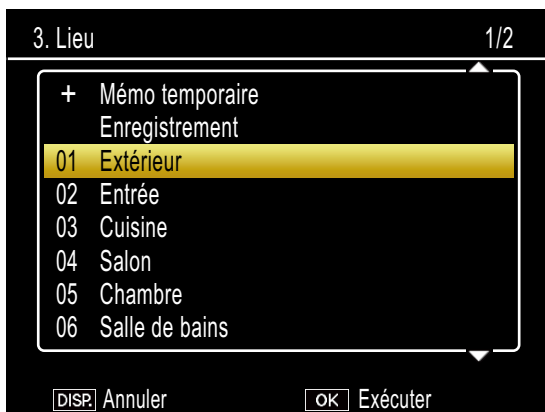 3. Lieu 1/2
+ Mémo temporaire
Enregistrement
01 Extérieur
02 Entrée
03 Cuisine
04 Salon
05 Chambre
06 Salle de bains
DISP. Annuler OK Exécuter